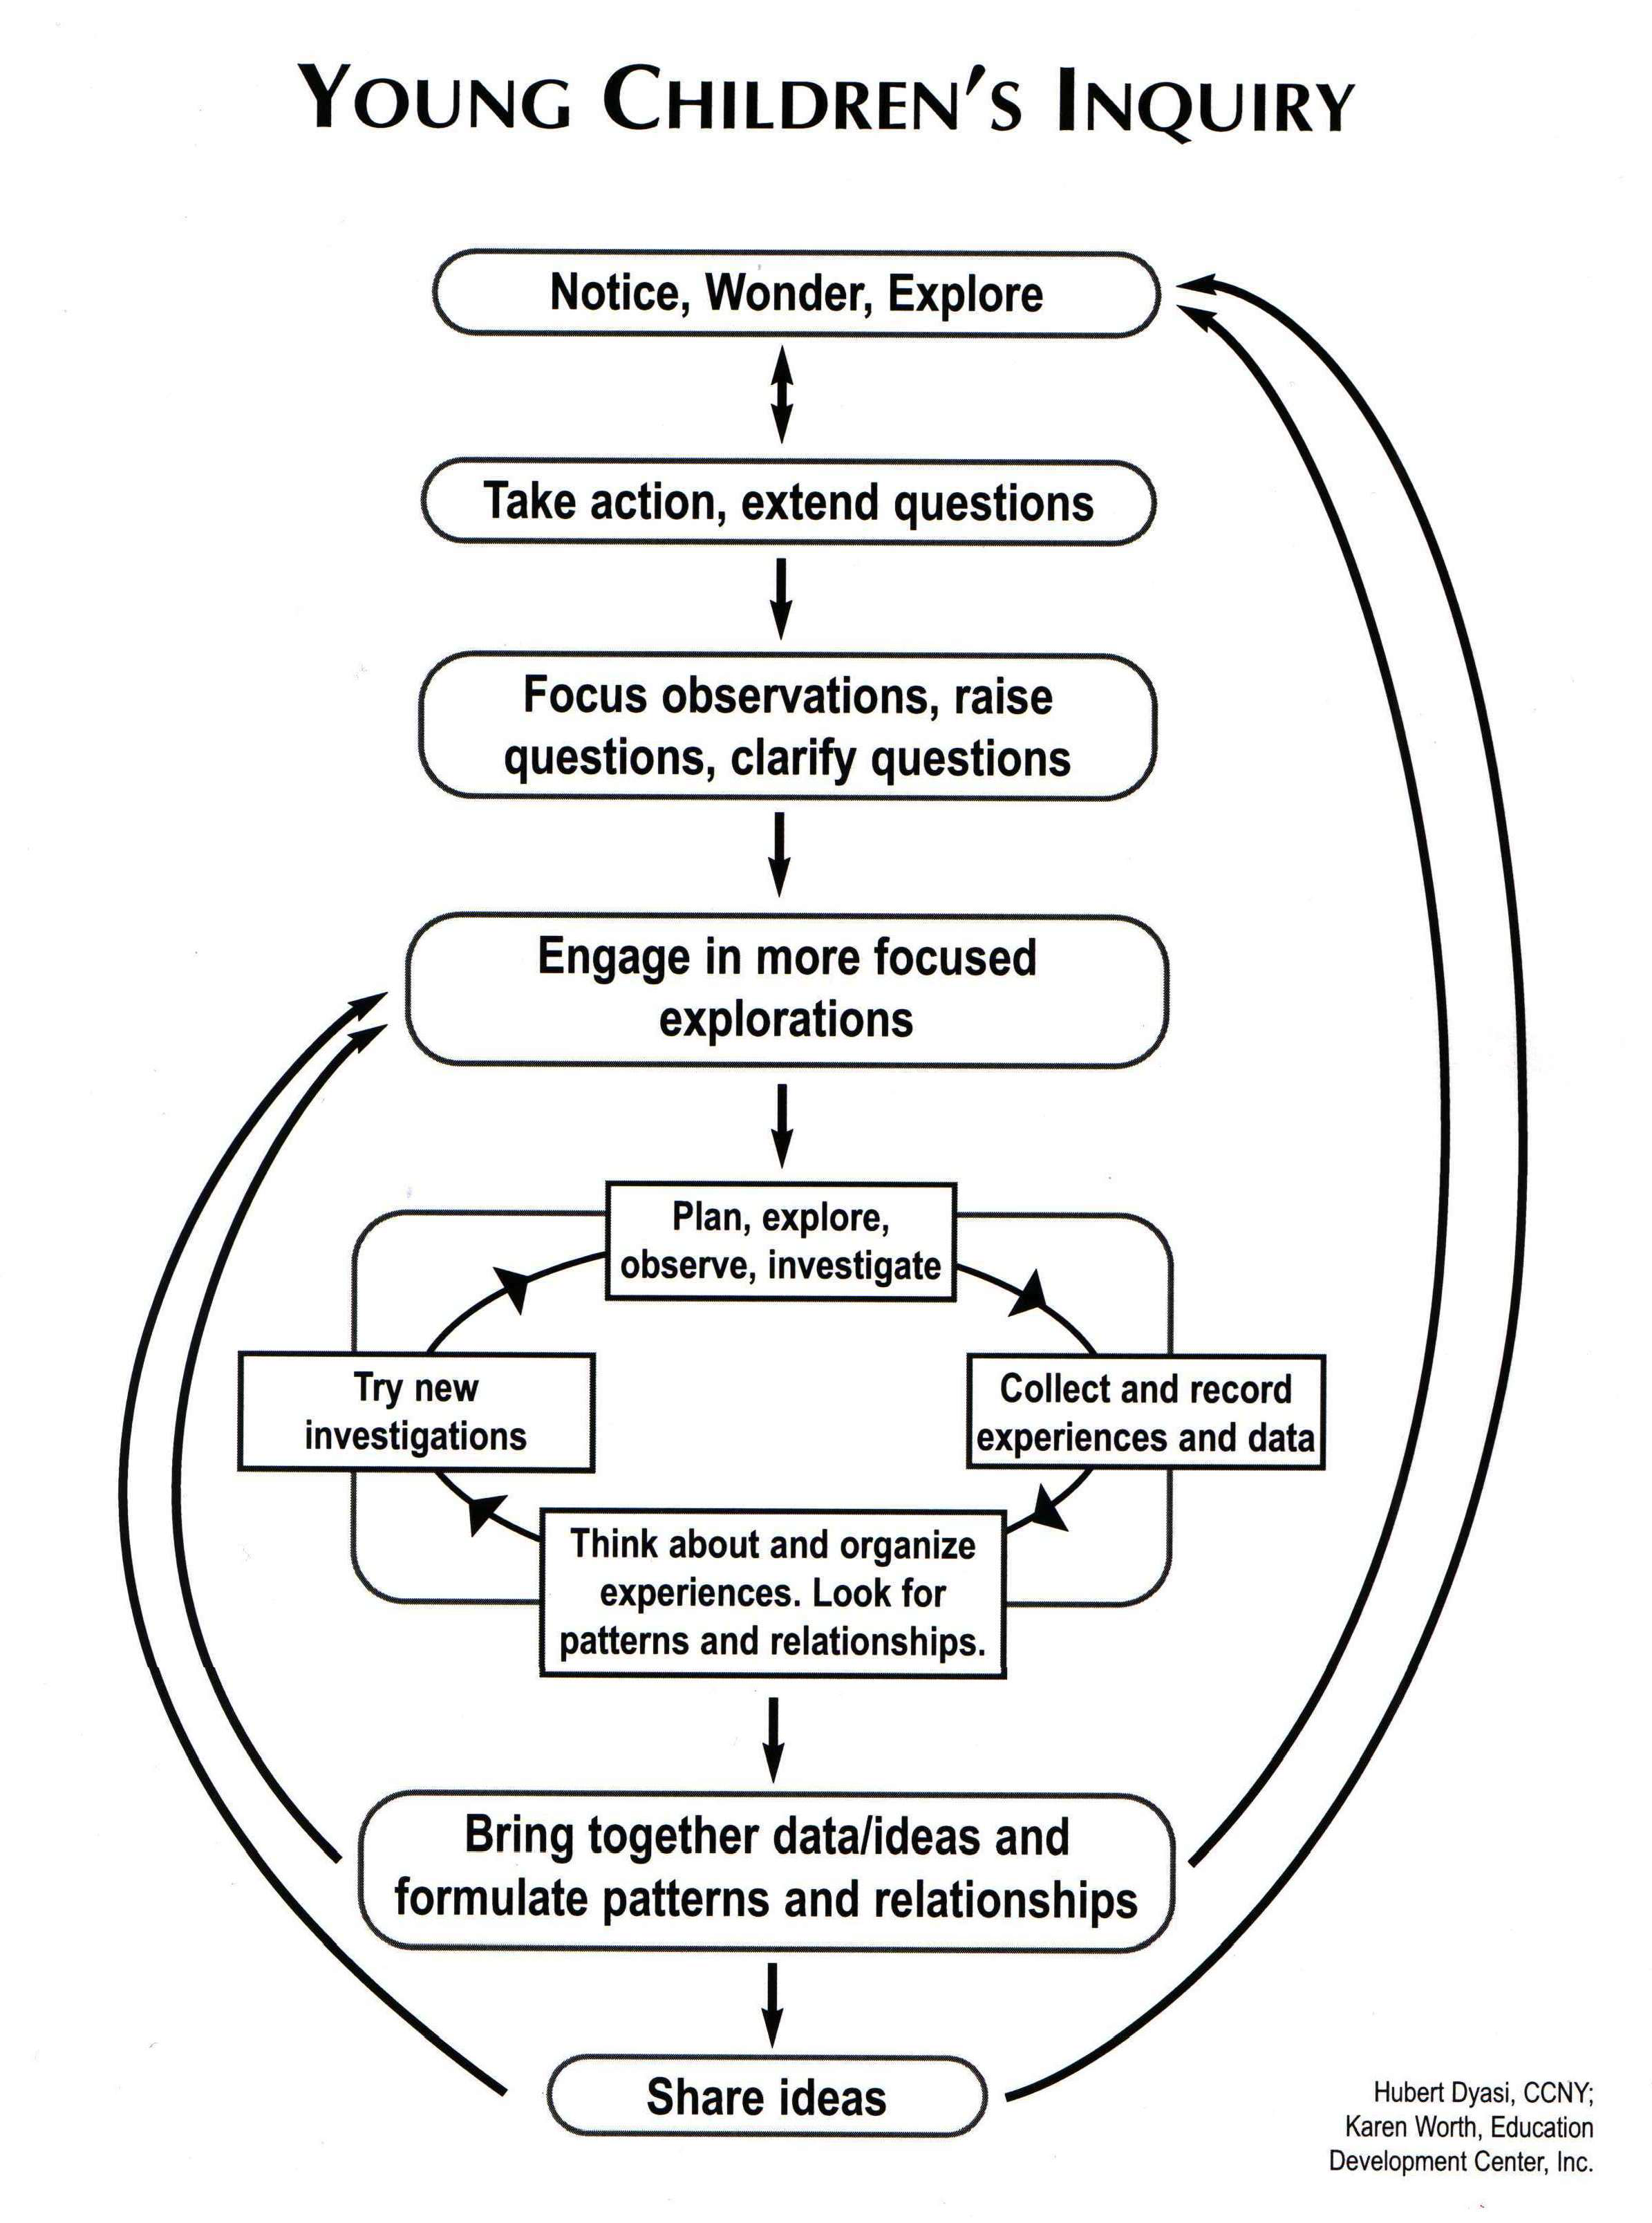 YOUNG CHILDREN'S INQUIRY
Notice, Wonder, Explore
Take action, extend questions
Focus observations, raise
questions, clarify questions
Engage in more focused
explorations
Plan, explore,
observe, investigate
Try new
investigations
Collect and record
experiences and data
Think about and organize
experiences. Look for
patterns and relationships.
Bring together data/ideas and
formulate patterns and relationships
Share ideas
Hubert Dyasi, CCNY;
Karen Worth, Education
Development Center, Inc.